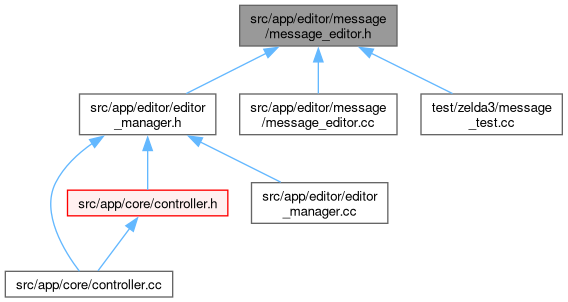 src/app/editor/message
/message_editor.h
src/app/editor/editor
_manager.h
src/app/editor/message
/message_editor.cc
test/zelda3/message
_test.cc
src/app/core/controller.h
src/app/editor/editor
_manager.cc
src/app/core/controller.cc